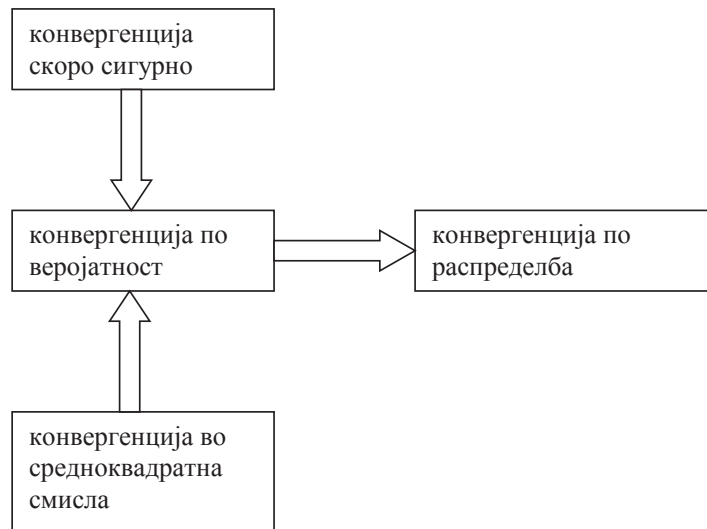 конвергенција
скоро сигурно
конвергенција по
веројатност
конвергенција по
распределба
конвергенција во
средноквадратна
смисла